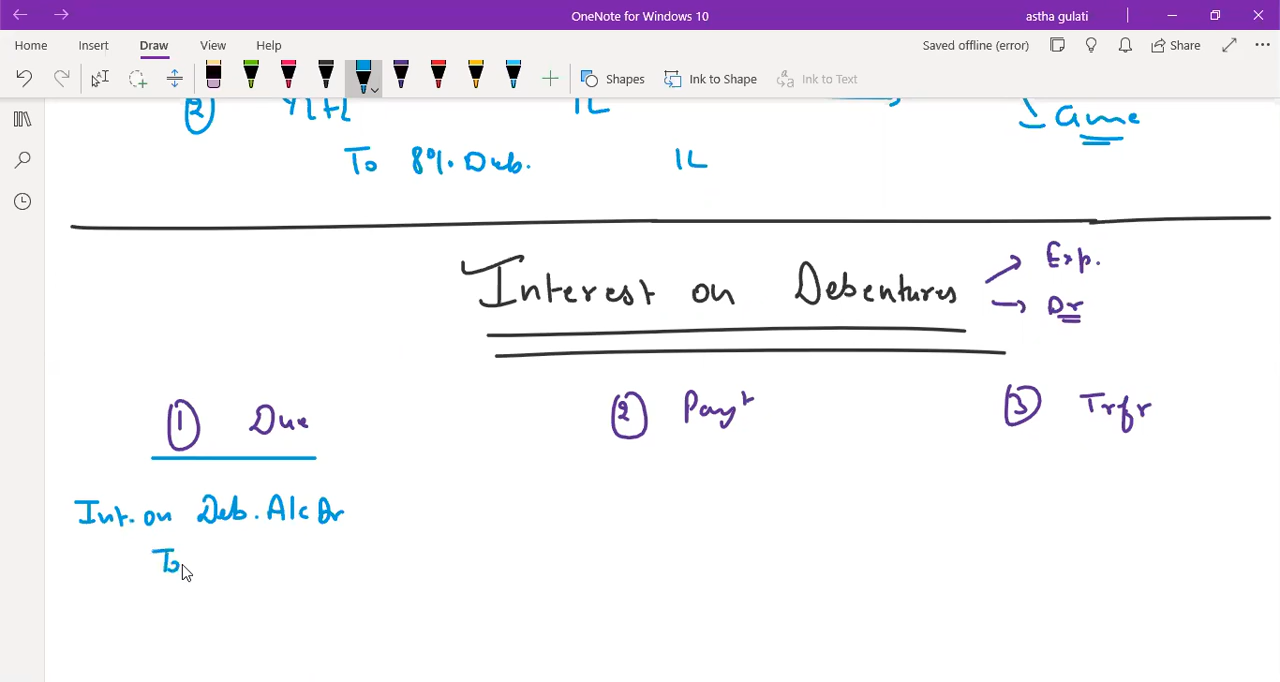 OneNote for Windows 10
astha gulati
Home Insert Draw View Help
Saved offline (error)
Share
Shapes
Ink to Shape
Ink to Text
2 1L
Same
To 8% Deb. 1L
Interest on Debentures
Exp.
Dr
1 Due
2 Payt
3 Trfr
Int. on Deb. A/c Dr
To